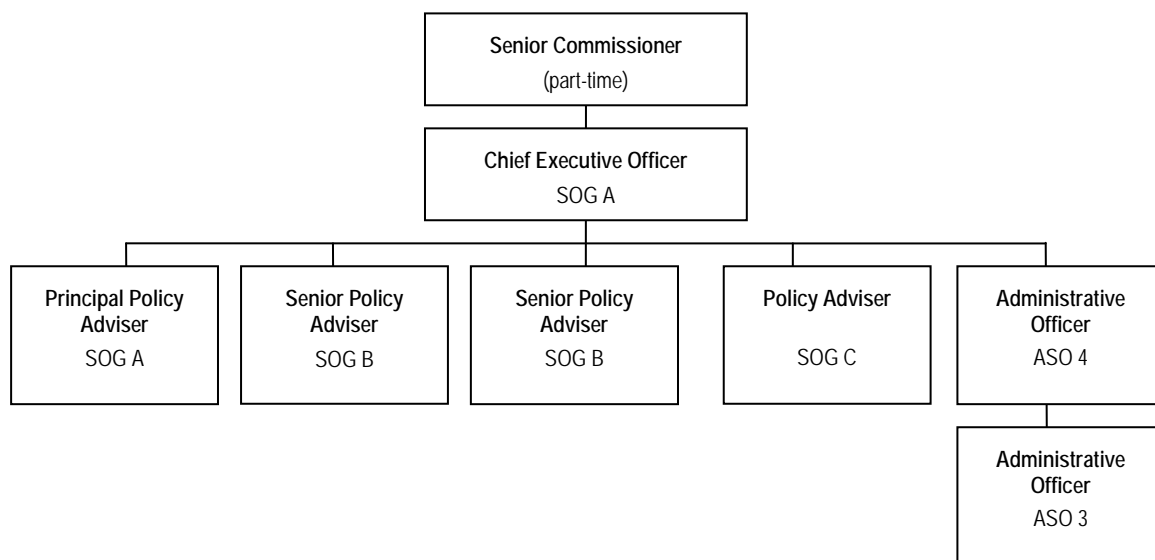 Senior Commissioner
(part-time)
Chief Executive Officer
SOG A
Principal Policy
Adviser
SOG A
Senior Policy
Adviser
SOG B
Senior Policy
Adviser
SOG B
Policy Adviser
SOG C
Administrative
Officer
ASO 4
Administrative
Officer
ASO 3